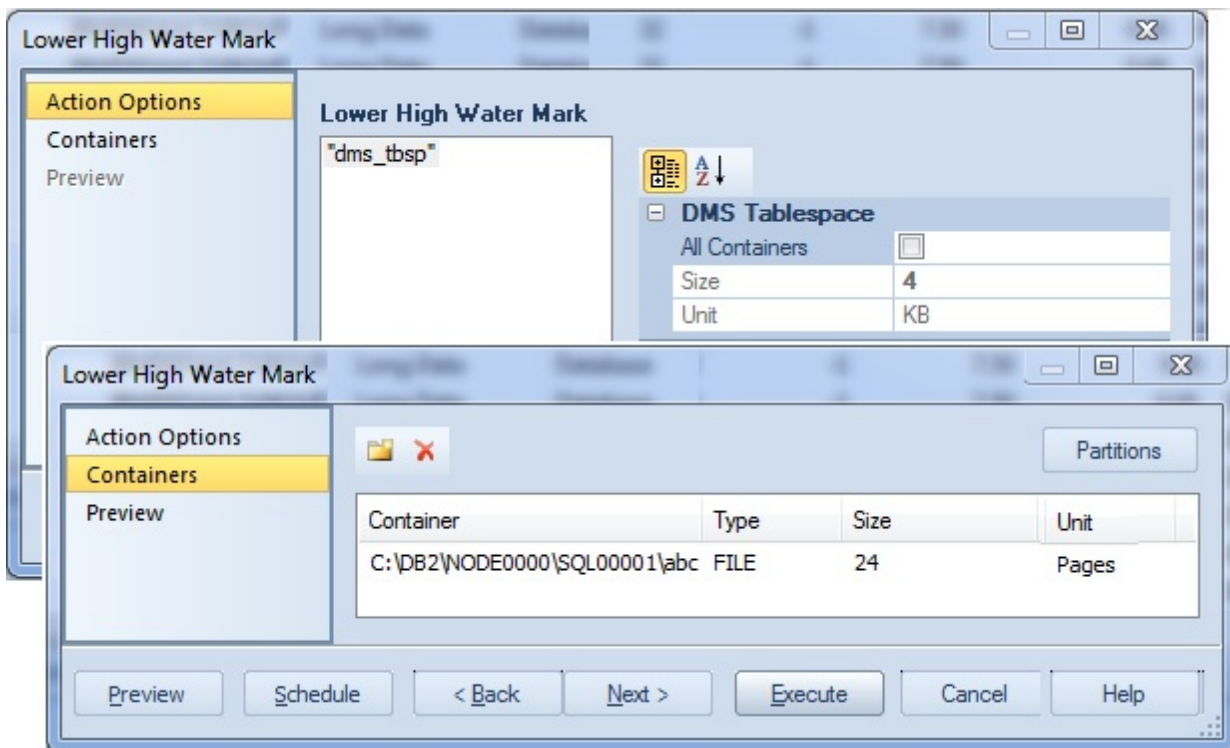 Lower High Water Mark
Action Options
Containers
Preview
Lower High Water Mark
"dms_tbsp"
A
Z
DMS Tablespace
All Containers
Size 4
Unit KB
Lower High Water Mark
Action Options
Containers
Preview
Partitions
Container Type Size Unit
C:\DB2\NODE0000\SQL00001\abc FILE 24 Pages
Preview Schedule < Back Next > Execute Cancel Help